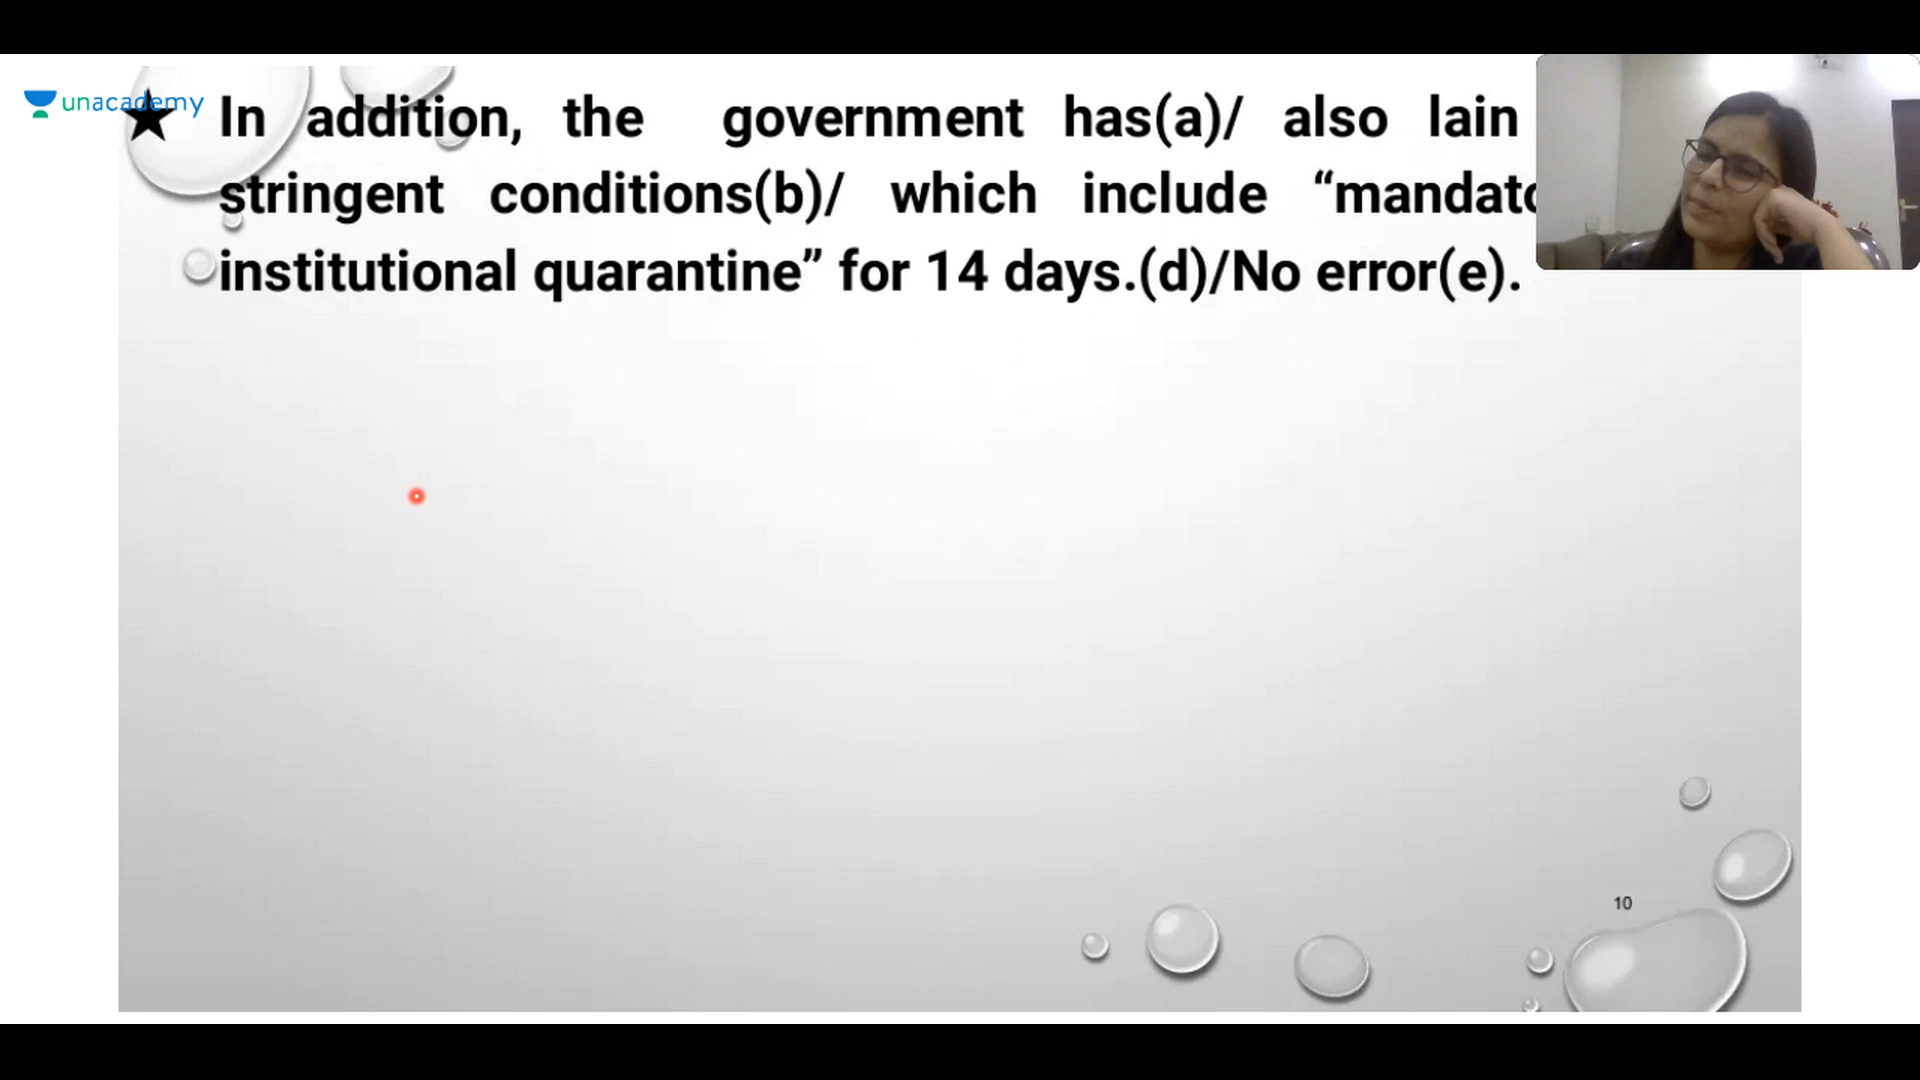 unacademy
In addition, the government has(a)/ also lain
stringent conditions(b)/ which include “mandato
institutional quarantine” for 14 days.(d)/No error(e).
10